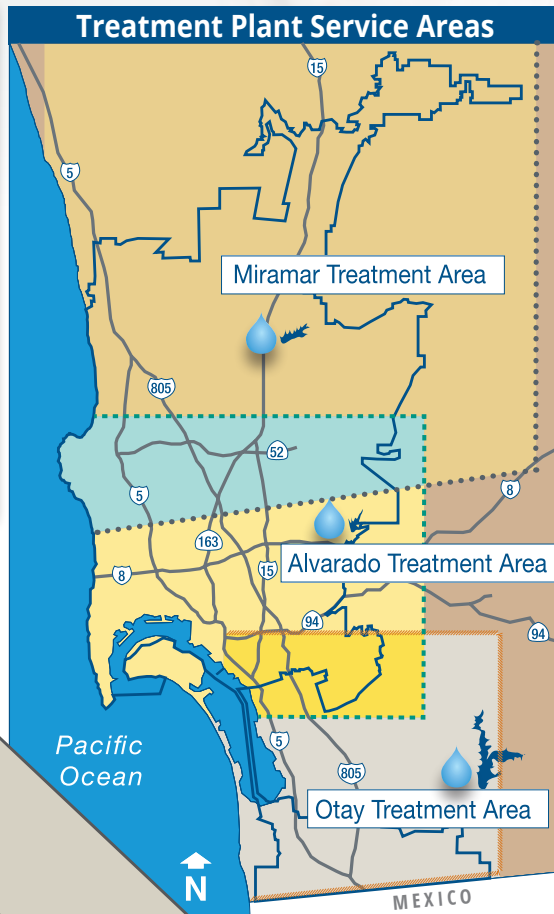 Treatment Plant Service Areas
15
5
Miramar Treatment Area
805
52
8
5
163
8
15
Alvarado Treatment Area
94
94
Pacific
Ocean
5
805
Otay Treatment Area
N
MEXICO